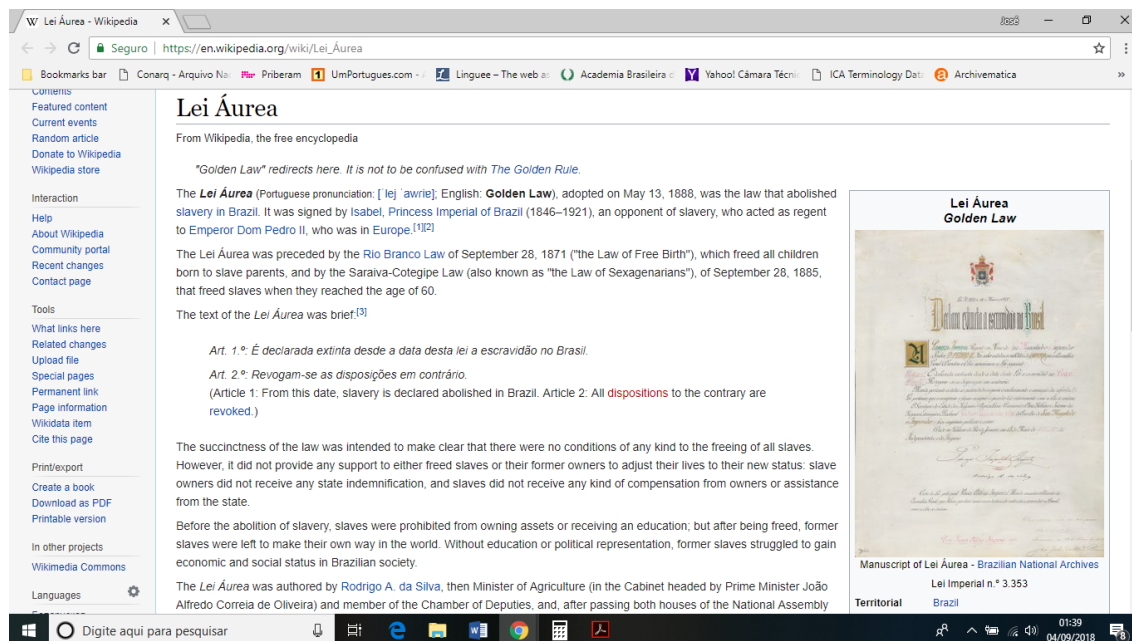 Lei Áurea - Wikipedia
José
Seguro | https://en.wikipedia.org/wiki/Lei_Áurea
Bookmarks bar Conarq - Arquivo Na Priberam UmPortugues.com - Linguee – The web as Academia Brasileira d Yahoo! Câmara Técni ICA Terminology Dat Archivematica »
Contents
Featured content
Current events
Random article
Donate to Wikipedia
Wikipedia store
Interaction
Help
About Wikipedia
Community portal
Recent changes
Contact page
Tools
What links here
Related changes
Upload file
Special pages
Permanent link
Page information
Wikidata item
Cite this page
Print/export
Create a book
Download as PDF
Printable version
In other projects
Wikimedia Commons
Languages
Lei Áurea
From Wikipedia, the free encyclopedia
"Golden Law" redirects here. It is not to be confused with The Golden Rule.
The Lei Áurea (Portuguese pronunciation: [ˈlej ˈawrie]; English: Golden Law), adopted on May 13, 1888, was the law that abolished
slavery in Brazil. It was signed by Isabel, Princess Imperial of Brazil (1846–1921), an opponent of slavery, who acted as regent
to Emperor Dom Pedro II, who was in Europe.[1][2]
The Lei Áurea was preceded by the Rio Branco Law of September 28, 1871 ("the Law of Free Birth"), which freed all children
born to slave parents, and by the Saraiva-Cotegipe Law (also known as "the Law of Sexagenarians"), of September 28, 1885,
that freed slaves when they reached the age of 60.
The text of the Lei Áurea was brief:[3]
Art. 1.º: É declarada extinta desde a data desta lei a escravidão no Brasil.
Art. 2.º: Revogam-se as disposições em contrário.
(Article 1: From this date, slavery is declared abolished in Brazil. Article 2: All dispositions to the contrary are
revoked.)
The succinctness of the law was intended to make clear that there were no conditions of any kind to the freeing of all slaves.
However, it did not provide any support to either freed slaves or their former owners to adjust their lives to their new status: slave
owners did not receive any state indemnification, and slaves did not receive any kind of compensation from owners or assistance
from the state.
Before the abolition of slavery, slaves were prohibited from owning assets or receiving an education; but after being freed, former
slaves were left to make their own way in the world. Without education or political representation, former slaves struggled to gain
economic and social status in Brazilian society.
The Lei Áurea was authored by Rodrigo A. da Silva, then Minister of Agriculture (in the Cabinet headed by Prime Minister João
Alfredo Correia de Oliveira) and member of the Chamber of Deputies, and, after passing both houses of the National Assembly
Lei Áurea
Golden Law
Declara extincta a escravidão no Brasil
Manuscript of Lei Áurea - Brazilian National Archives
Lei Imperial n.º 3.353
Territorial Brazil
Digite aqui para pesquisar
01:39
04/09/2018
8